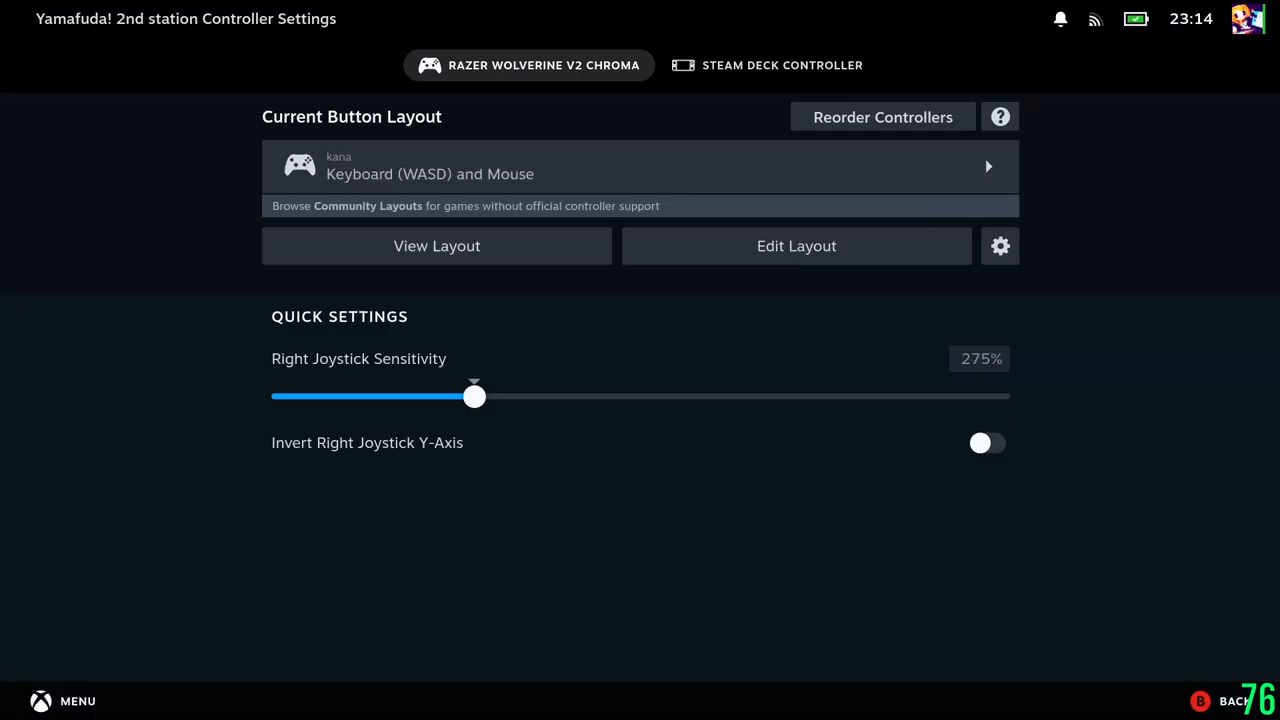 Yamafuda! 2nd station Controller Settings
23:14
RAZER WOLVERINE V2 CHROMA
STEAM DECK CONTROLLER
Current Button Layout
Reorder Controllers
?
kana
Keyboard (WASD) and Mouse
Browse Community Layouts for games without official controller support
View Layout
Edit Layout
QUICK SETTINGS
Right Joystick Sensitivity
275%
Invert Right Joystick Y-Axis
MENU
B BACK
76